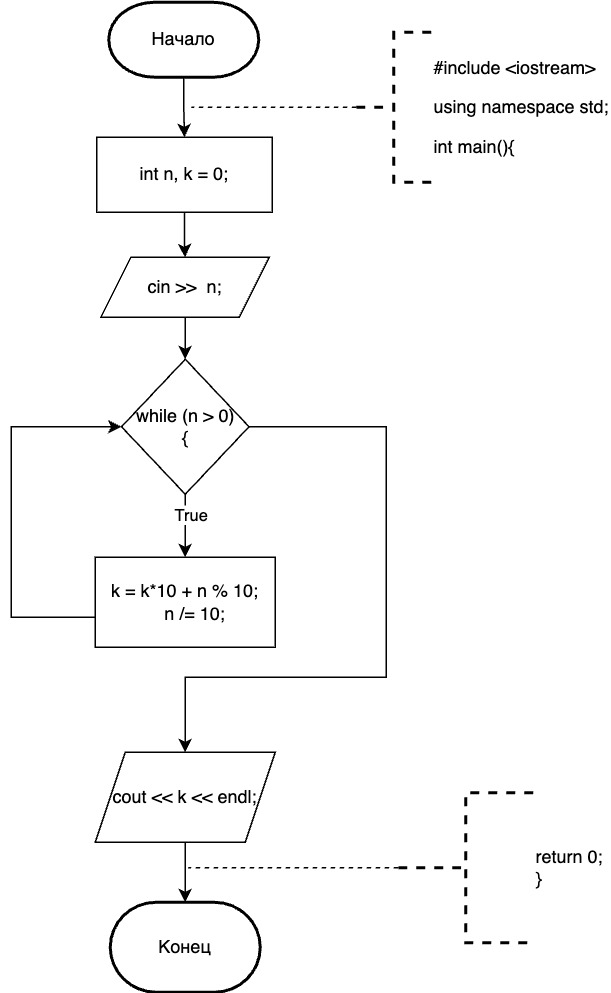 Начало
#include <iostream>
using namespace std;
int main(){
int n, k = 0;
cin >> n;
while (n > 0)
{
True
k = k*10 + n % 10;
n /= 10;
cout << k << endl;
return 0;
}
Конец